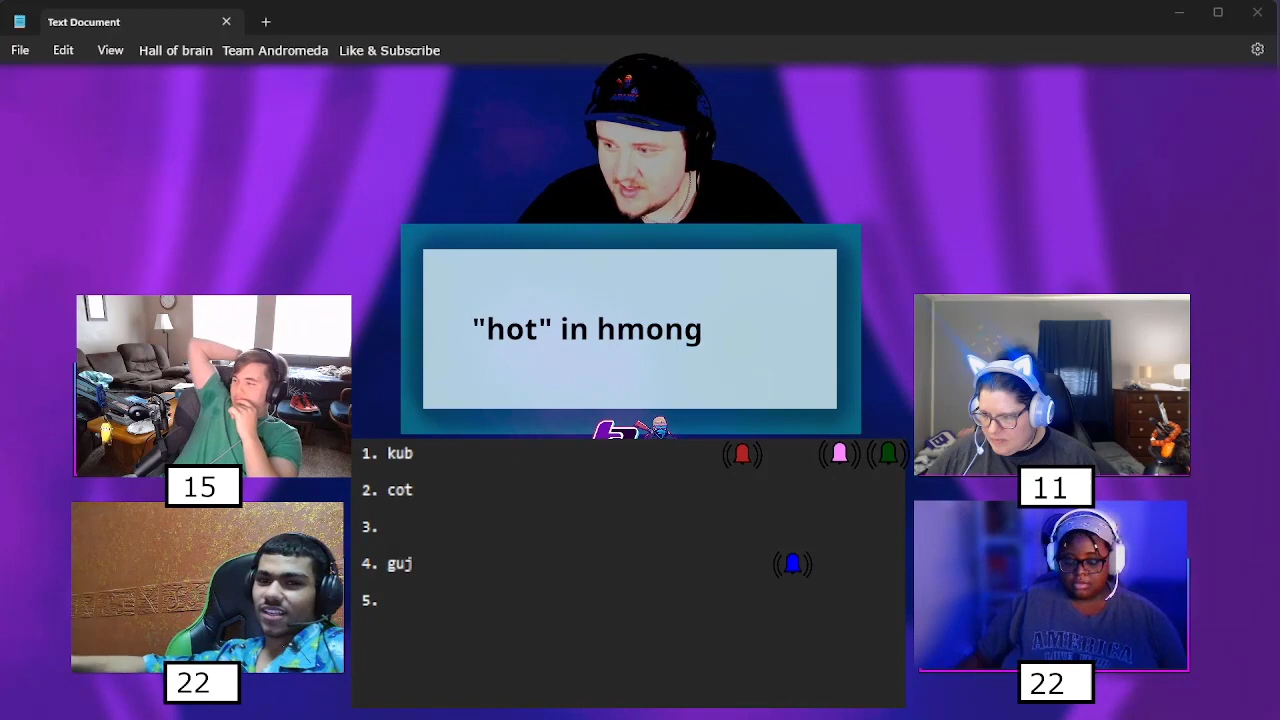 Text Document
File Edit View Hall of brain Team Andromeda Like & Subscribe
"hot" in hmong
1. kub
2. cot
3.
4. guj
5.
15
11
22
22
AMERICA